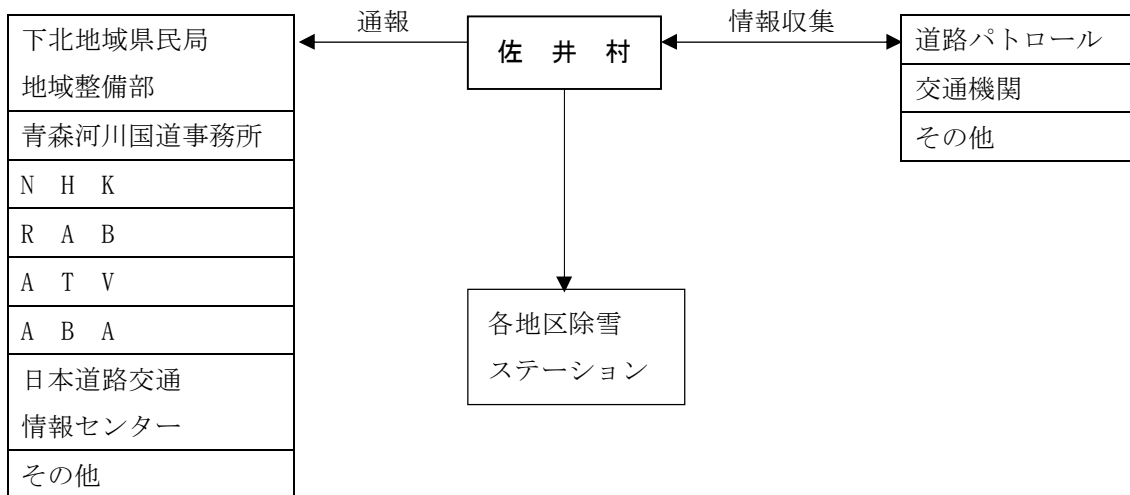 通報
情報収集
下北地域県民局
地域整備部
青森河川国道事務所
N H K
R A B
A T V
A B A
日本道路交通
情報センター
その他
佐 井 村
各地区除雪
ステーション
道路パトロール
交通機関
その他